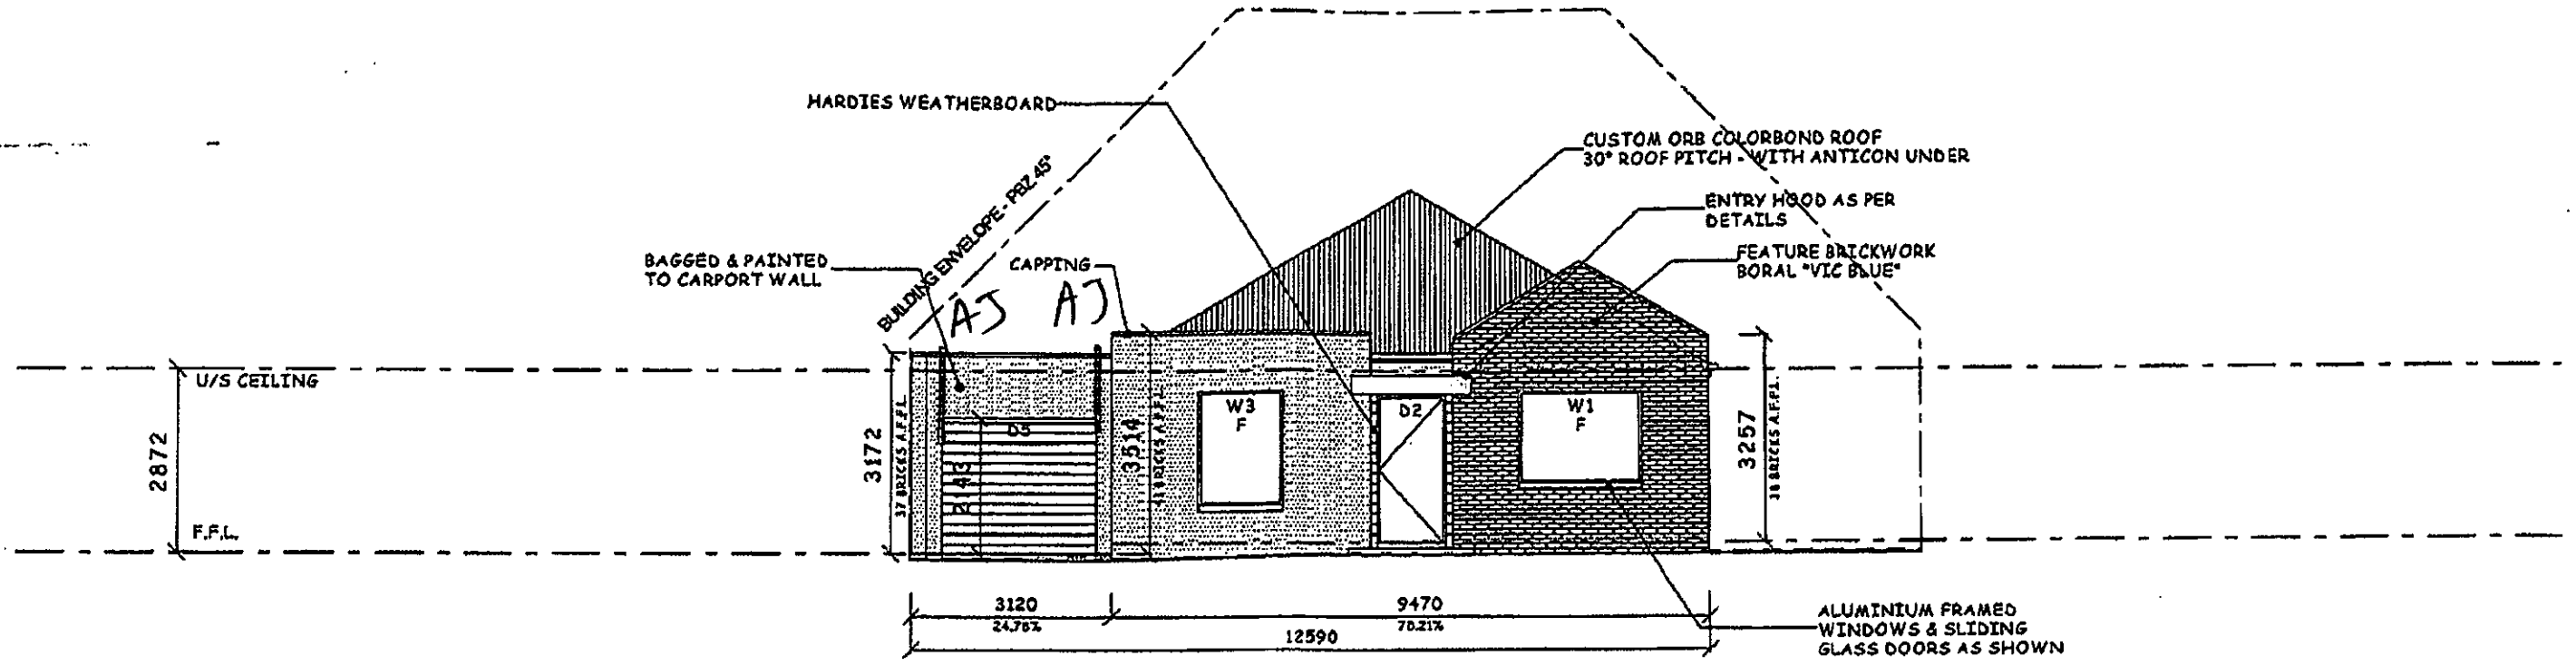 HARDIES WEATHERBOARD
CUSTOM ORB COLORBOND ROOF
30° ROOF PITCH - WITH ANTICON UNDER
ENTRY HOOD AS PER
DETAILS
FEATURE BRICKWORK
BORAL "VIC BLUE"
BUILDING ENVELOPE - PBZ 45°
BAGGED & PAINTED
TO CARPORT WALL
CAPPING
AJ AJ
U/S CEILING
2872
F.F.L.
3172
37 BRICKS A.F.F.L.
D5
2143
3514
41 BRICKS A.F.F.L.
W3
F
D2
W1
F
3257
38 BRICKS A.F.F.L.
3120
24.78%
9470
12590
ALUMINIUM FRAMED
WINDOWS & SLIDING
GLASS DOORS AS SHOWN